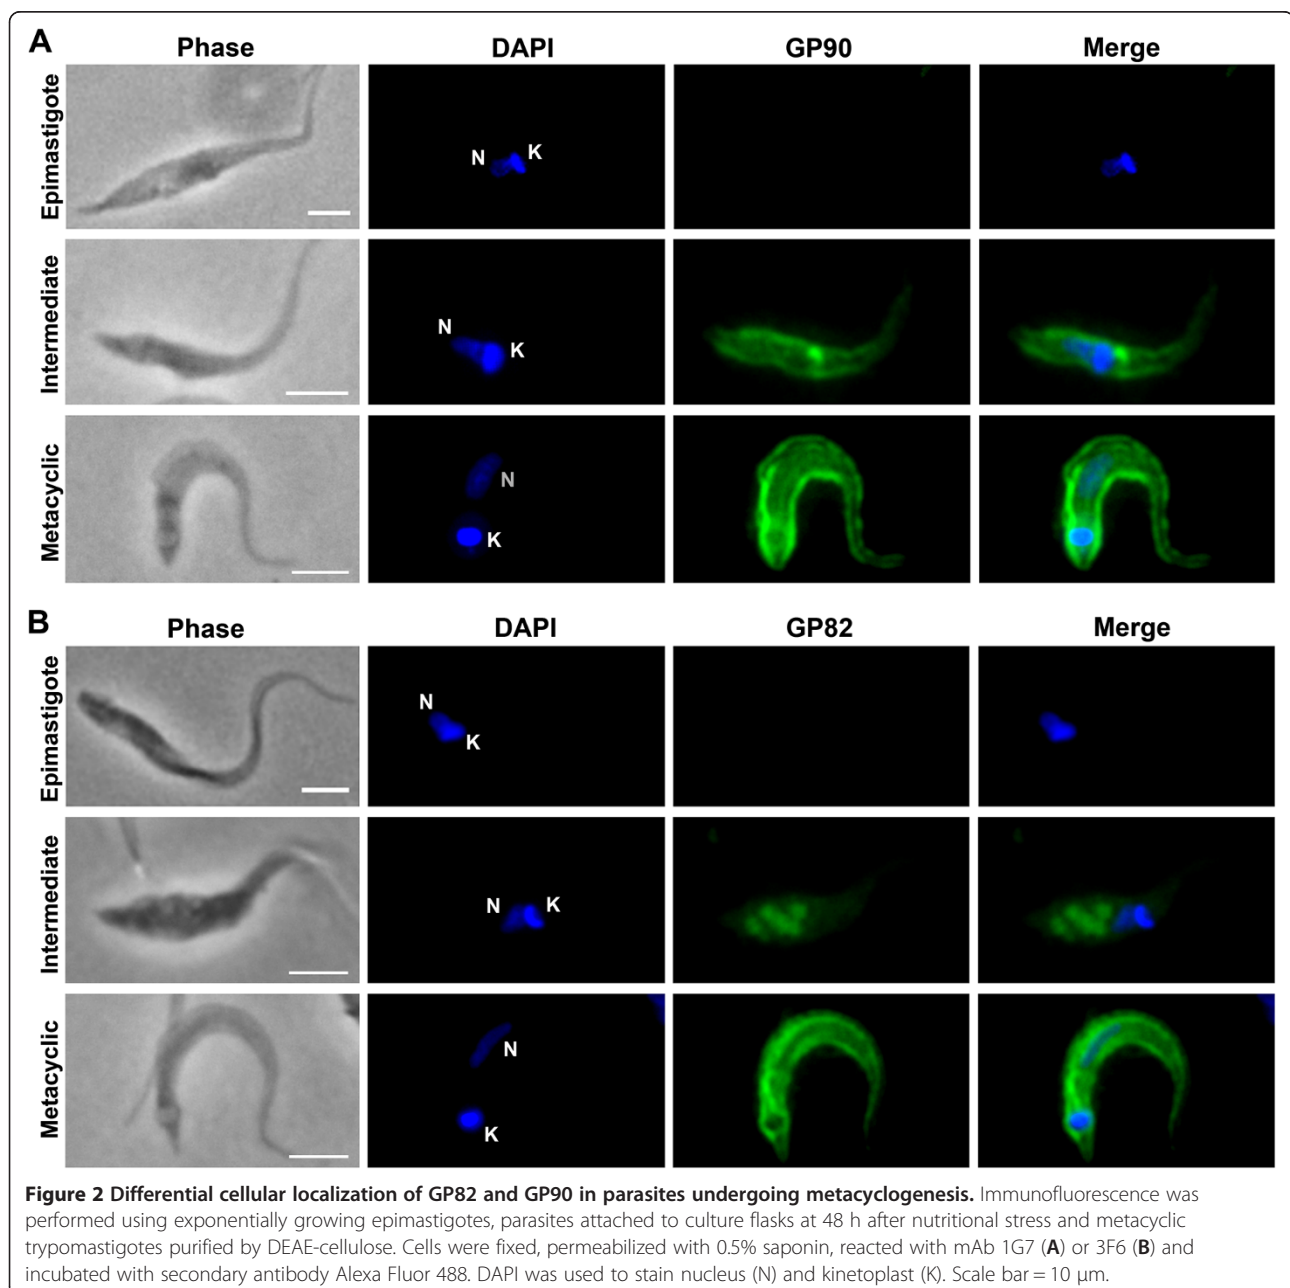 A
Phase DAPI GP90 Merge
Epimastigote
N K
Intermediate
N K
Metacyclic
N
K
B
Phase DAPI GP82 Merge
Epimastigote
N
K
Intermediate
N K
Metacyclic
N
K
Figure 2 Differential cellular localization of GP82 and GP90 in parasites undergoing metacyclogenesis. Immunofluorescence was
performed using exponentially growing epimastigotes, parasites attached to culture flasks at 48 h after nutritional stress and metacyclic
trypomastigotes purified by DEAE-cellulose. Cells were fixed, permeabilized with 0.5% saponin, reacted with mAb 1G7 (A) or 3F6 (B) and
incubated with secondary antibody Alexa Fluor 488. DAPI was used to stain nucleus (N) and kinetoplast (K). Scale bar = 10 μm.